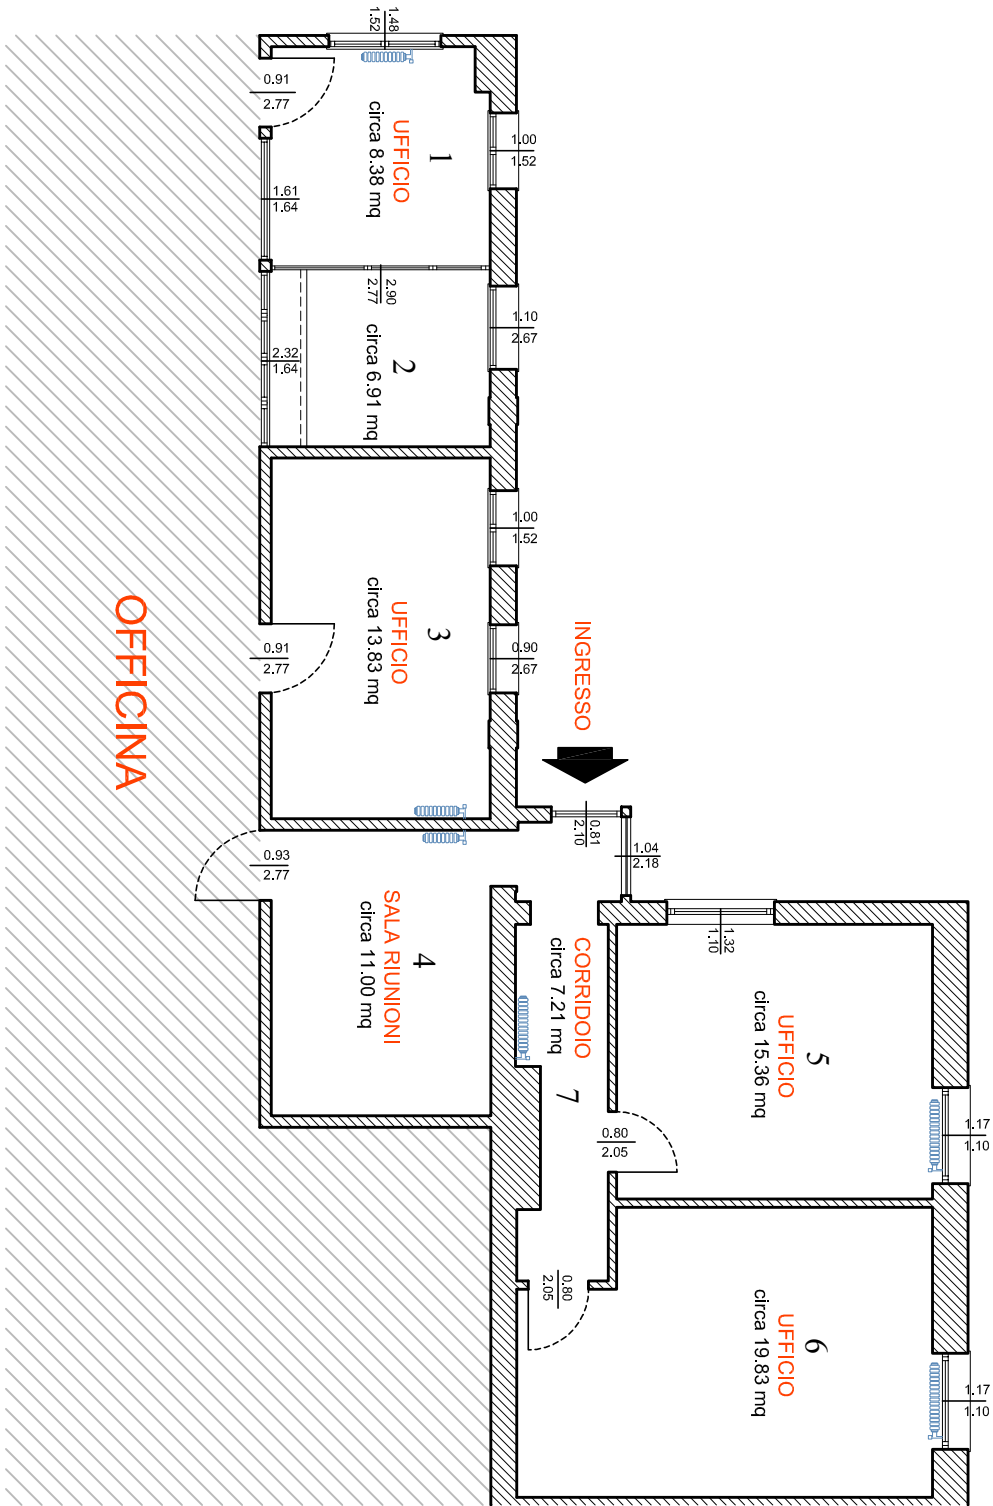 1.48
1.52
0.91
2.77
1
UFFICIO
circa 8.38 mq
1.00
1.52
1.61
1.64
2.90
2.77
1.10
2.67
2
circa 6.91 mq
2.32
1.64
1.00
1.52
3
UFFICIO
circa 13.83 mq
0.91
2.77
0.90
2.67
INGRESSO
OFFICINA
0.81
2.10
1.04
2.18
0.93
2.77
4
SALA RIUNIONI
circa 11.00 mq
CORRIDOIO
circa 7.21 mq
7
1.32
1.10
5
UFFICIO
circa 15.36 mq
1.17
1.10
0.80
2.05
0.80
2.05
6
UFFICIO
circa 19.83 mq
1.17
1.10